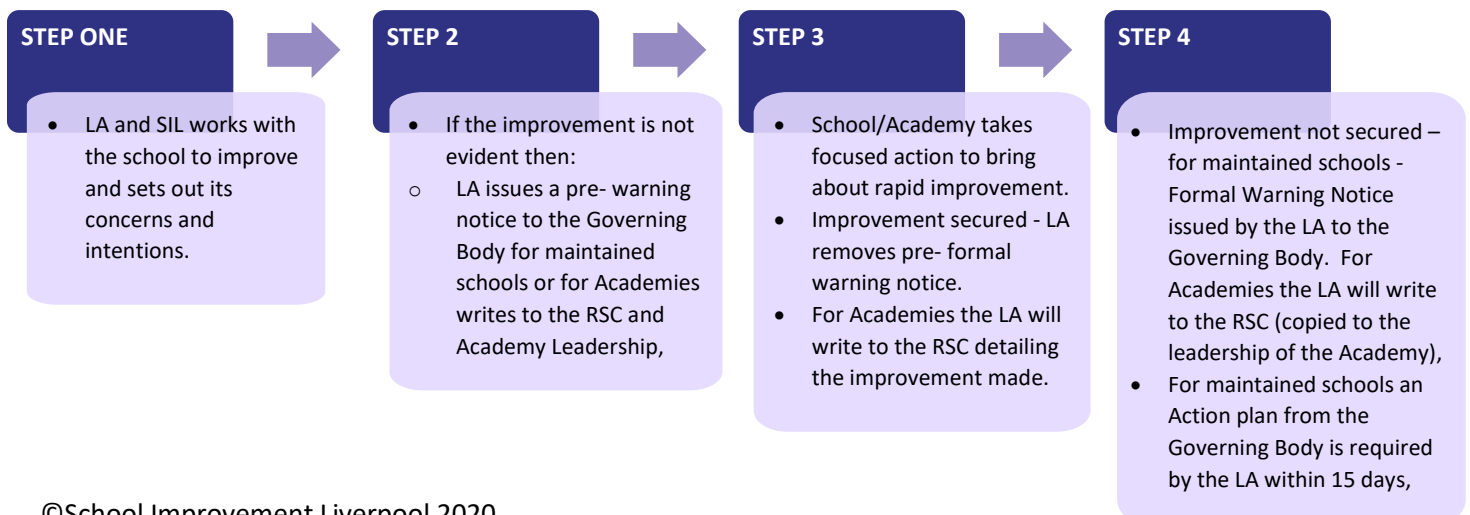 STEP ONE
• LA and SIL works with
the school to improve
and sets out its
concerns and
intentions.
STEP 2
• If the improvement is not
evident then:
o LA issues a pre- warning
notice to the Governing
Body for maintained
schools or for Academies
writes to the RSC and
Academy Leadership,
STEP 3
• School/Academy takes
focused action to bring
about rapid improvement.
• Improvement secured - LA
removes pre- formal
warning notice.
• For Academies the LA will
write to the RSC detailing
the improvement made.
STEP 4
• Improvement not secured –
for maintained schools -
Formal Warning Notice
issued by the LA to the
Governing Body.  For
Academies the LA will write
to the RSC (copied to the
leadership of the Academy),
• For maintained schools an
Action plan from the
Governing Body is required
by the LA within 15 days,
©School Improvement Liverpool 2020